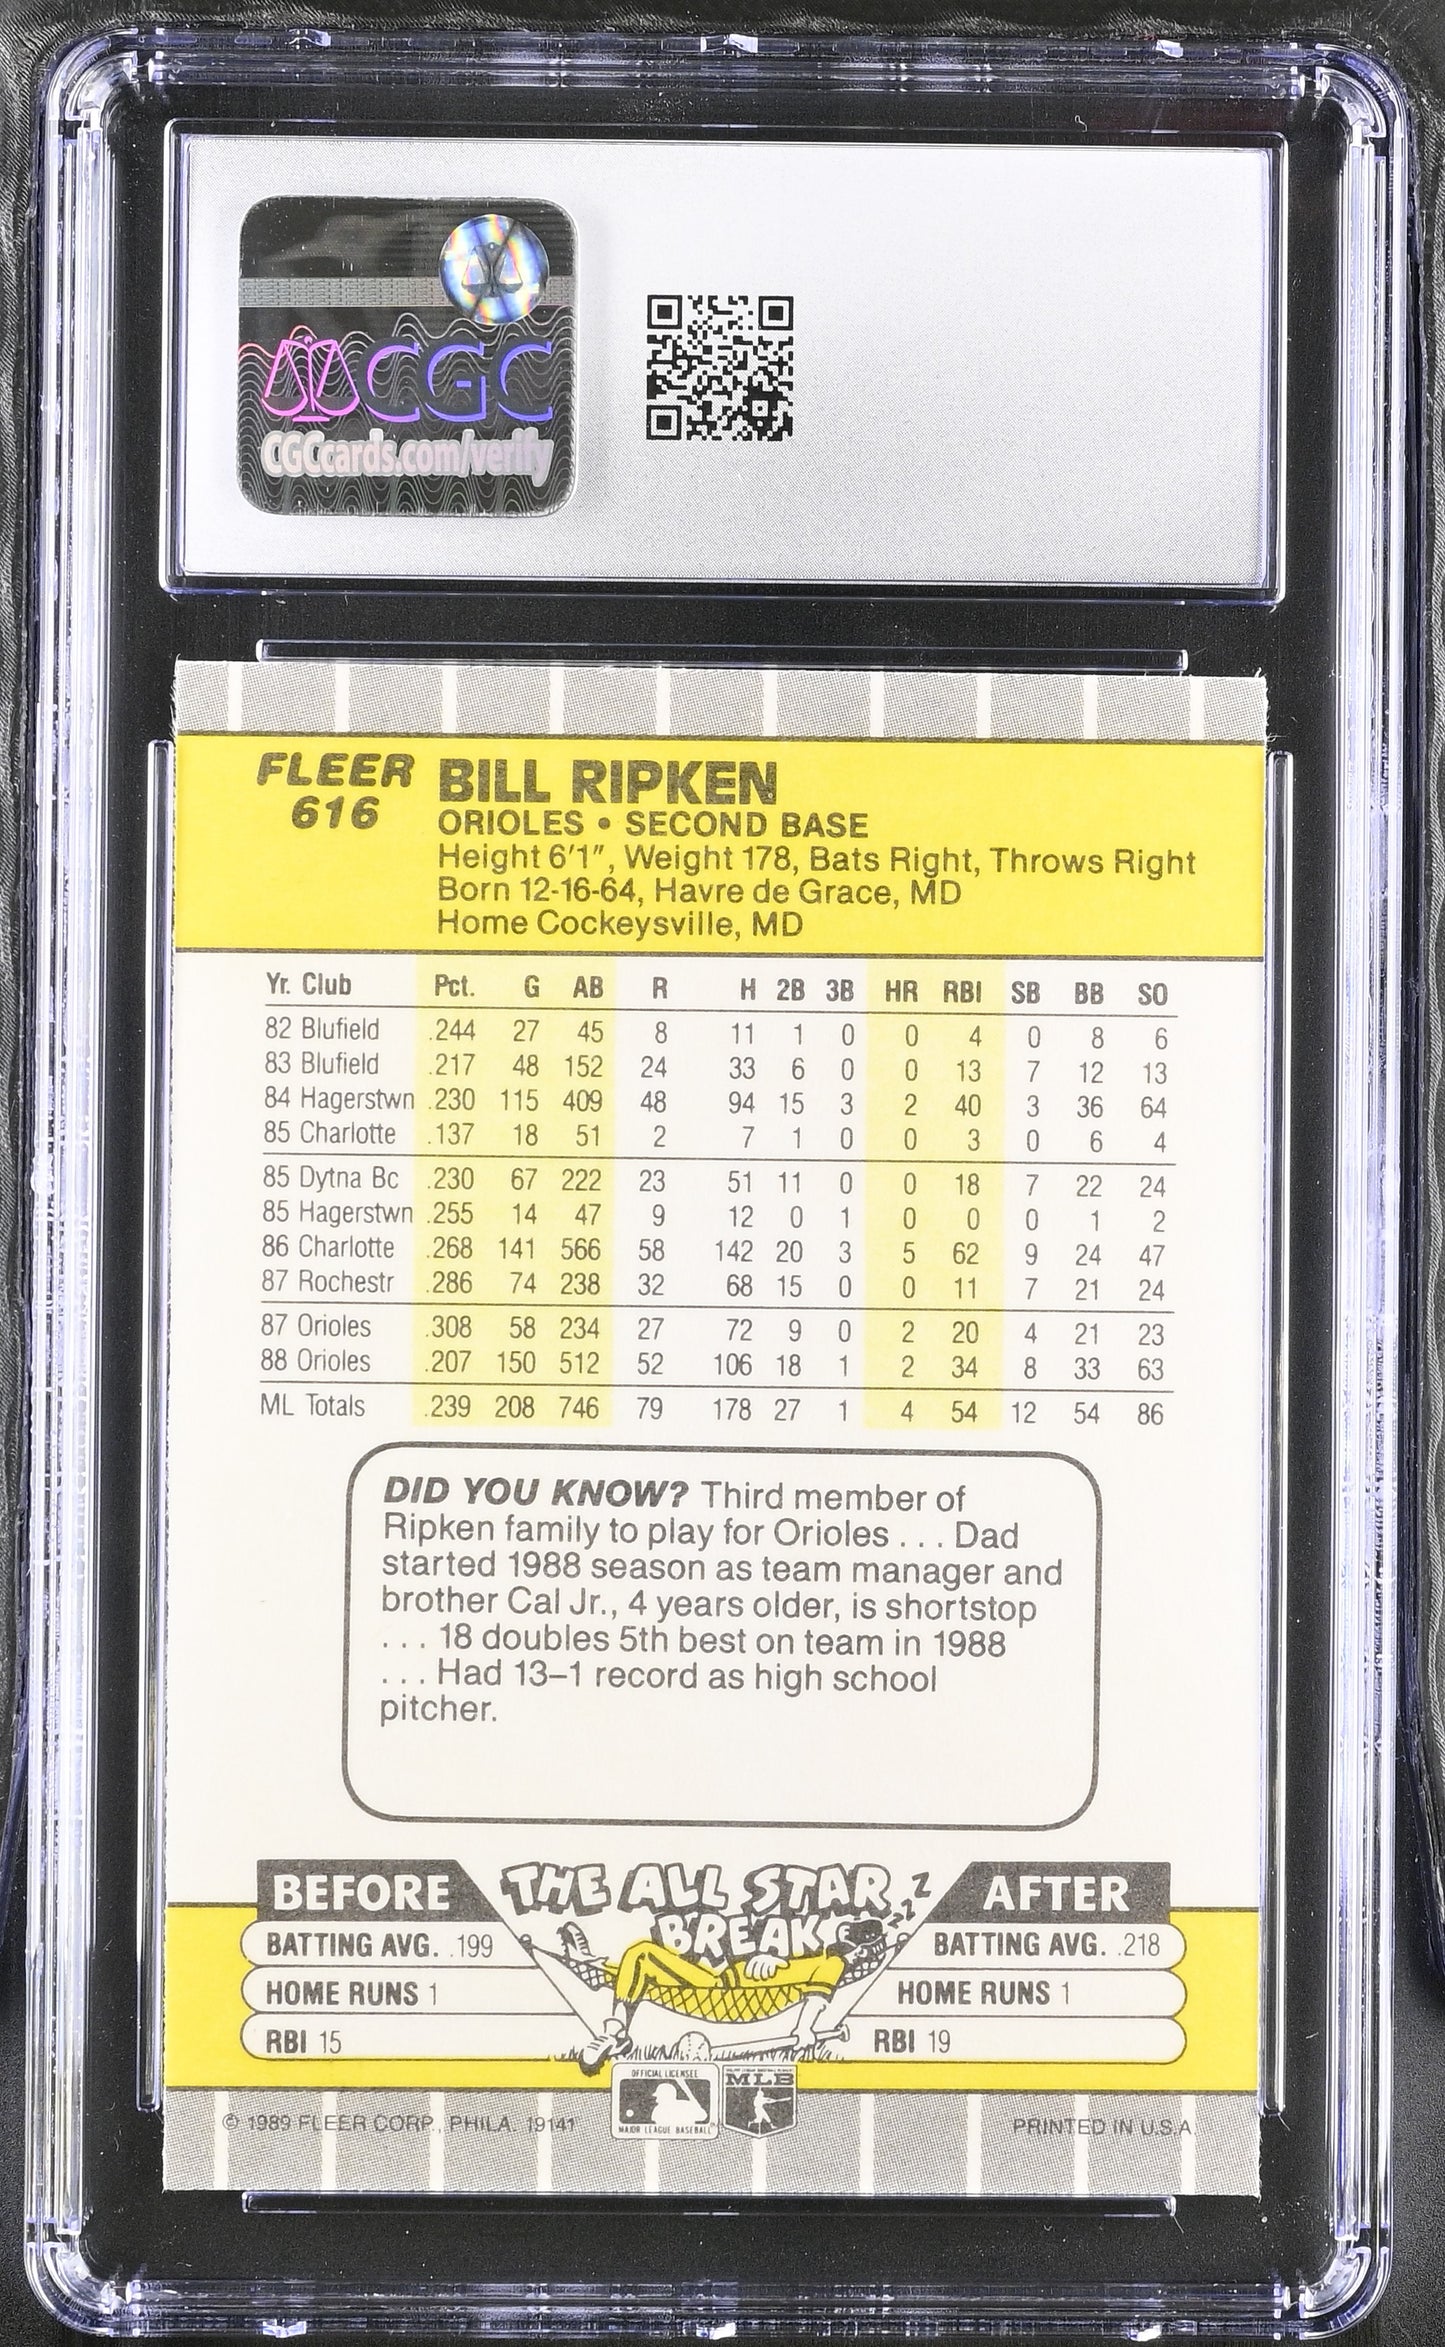 CGC
CGCcards.com/verify
FLEER
616
BILL RIPKEN
ORIOLES • SECOND BASE
Height 6'1", Weight 178, Bats Right, Throws Right
Born 12-16-64, Havre de Grace, MD
Home Cockeysville, MD
Yr. Club Pct. G AB R H 2B 3B HR RBI SB BB SO
82 Blufield .244 27 45 8 11 1 0 0 4 0 8 6
83 Blufield .217 48 152 24 33 6 0 0 13 7 12 13
84 Hagerstwn .230 115 409 48 94 15 3 2 40 3 36 64
85 Charlotte .137 18 51 2 7 1 0 0 3 0 6 4
85 Dytna Bc .230 67 222 23 51 11 0 0 18 7 22 24
85 Hagerstwn .255 14 47 9 12 0 1 0 0 0 1 2
86 Charlotte .268 141 566 58 142 20 3 5 62 9 24 47
87 Rochestr .286 74 238 32 68 15 0 0 11 7 21 24
87 Orioles .308 58 234 27 72 9 0 2 20 4 21 23
88 Orioles .207 150 512 52 106 18 1 2 34 8 33 63
ML Totals .239 208 746 79 178 27 1 4 54 12 54 86
DID YOU KNOW? Third member of
Ripken family to play for Orioles . . . Dad
started 1988 season as team manager and
brother Cal Jr., 4 years older, is shortstop
. . . 18 doubles 5th best on team in 1988
. . . Had 13–1 record as high school
pitcher.
BEFORE THE ALL STAR BREAK ZZZ AFTER
BATTING AVG. .199 BATTING AVG. .218
HOME RUNS 1 HOME RUNS 1
RBI 15 RBI 19
OFFICIAL LICENSEE
MAJOR LEAGUE BASEBALL
MLB
© 1989 FLEER CORP., PHILA. 19141 PRINTED IN U.S.A.